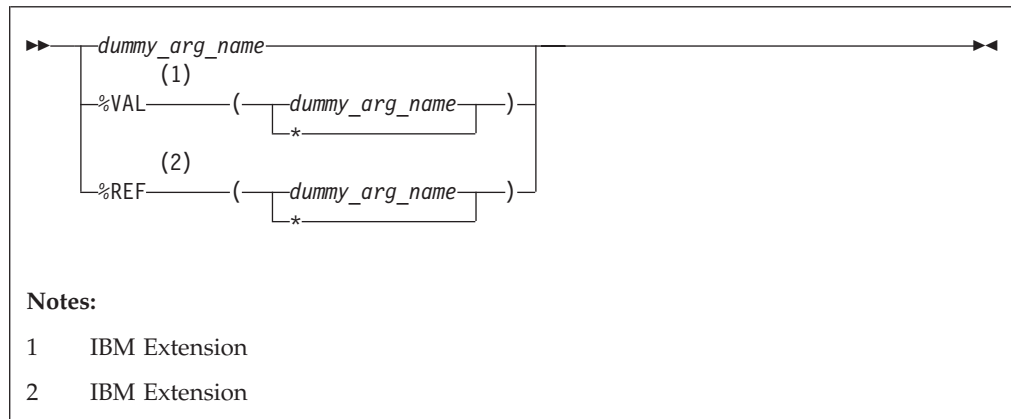 dummy_arg_name
(1)
%VAL ( dummy_arg_name )
*
(2)
%REF ( dummy_arg_name )
*
Notes:
1 IBM Extension
2 IBM Extension